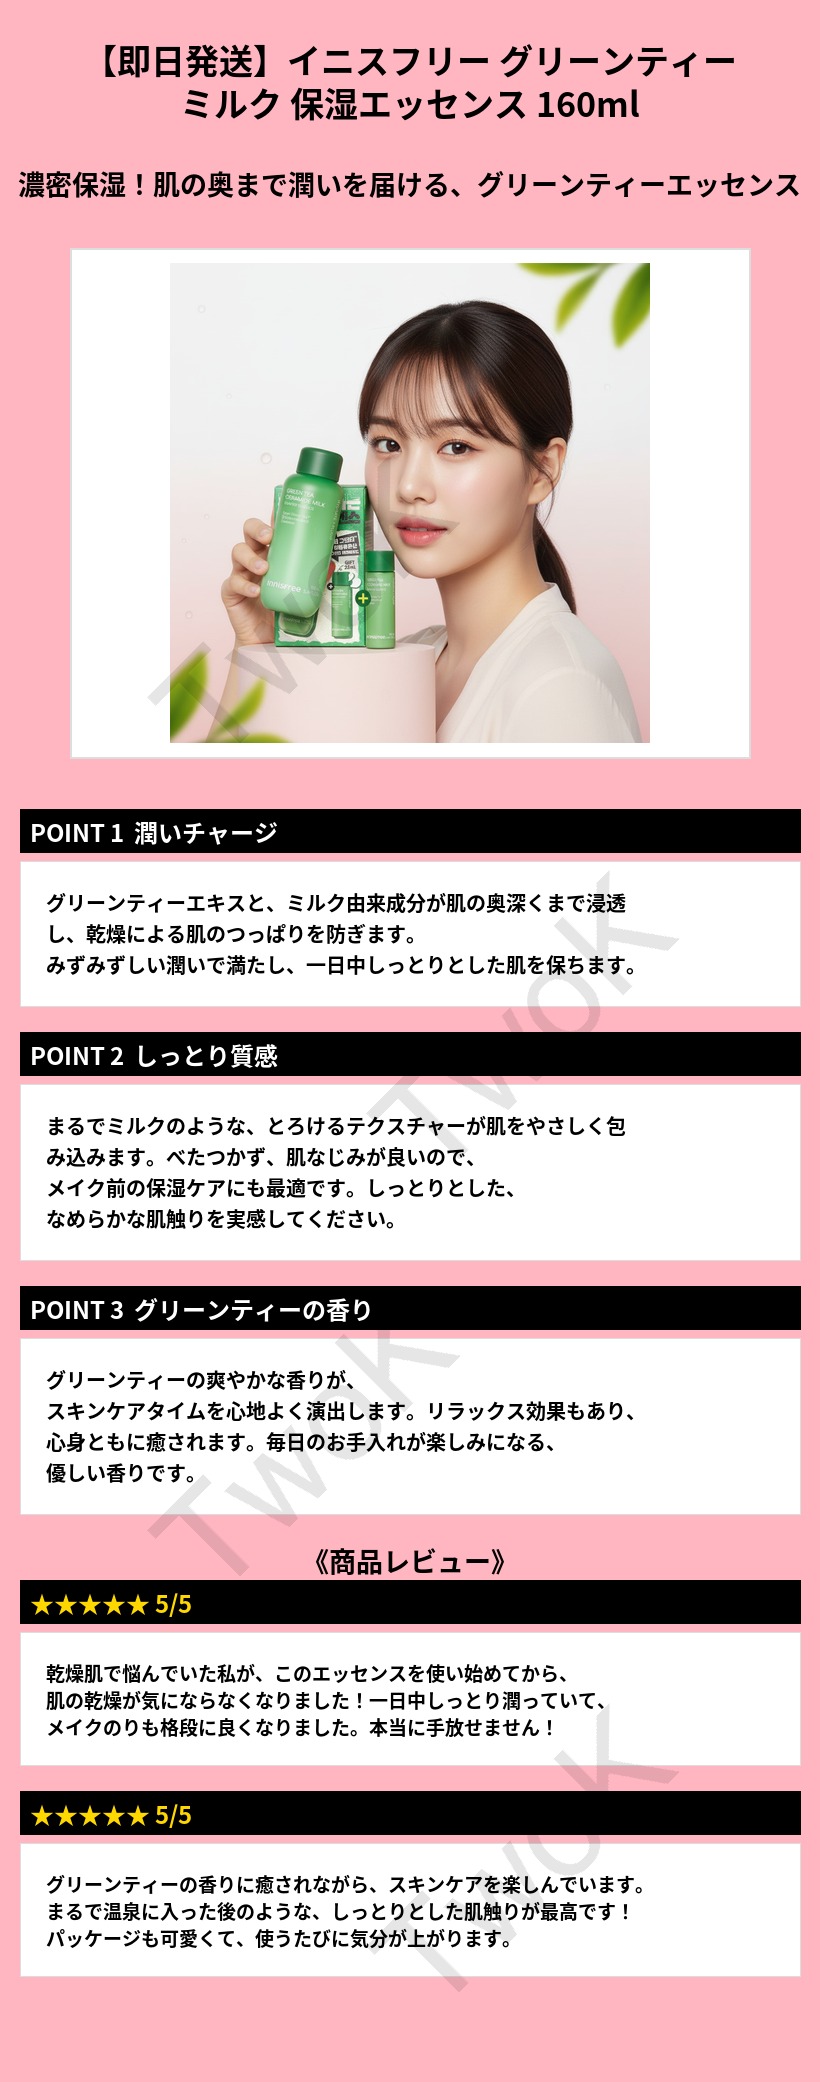 【即日発送】イニスフリー グリーンティー
ミルク 保湿エッセンス 160ml
濃密保湿！肌の奥まで潤いを届ける、グリーンティーエッセンス
GREEN TEA
CERAMIDE MILK
innisfree
GIFT
TwoK
POINT 1 潤いチャージ
グリーンティーエキスと、ミルク由来成分が肌の奥深くまで浸透
し、乾燥による肌のつっぱりを防ぎます。
みずみずしい潤いで満たし、一日中しっとりとした肌を保ちます。
TwoK
POINT 2 しっとり質感
まるでミルクのような、とろけるテクスチャーが肌をやさしく包
み込みます。べたつかず、肌なじみが良いので、
メイク前の保湿ケアにも最適です。しっとりとした、
なめらかな肌触りを実感してください。
POINT 3 グリーンティーの香り
グリーンティーの爽やかな香りが、
スキンケアタイムを心地よく演出します。リラックス効果もあり、
心身ともに癒されます。毎日のお手入れが楽しみになる、
優しい香りです。
TwoK
《商品レビュー》
★★★★★ 5/5
乾燥肌で悩んでいた私が、このエッセンスを使い始めてから、
肌の乾燥が気にならなくなりました！一日中しっとり潤っていて、
メイクのりも格段に良くなりました。本当に手放せません！
★★★★★ 5/5
グリーンティーの香りに癒されながら、スキンケアを楽しんでいます。
まるで温泉に入った後のような、しっとりとした肌触りが最高です！
パッケージも可愛くて、使うたびに気分が上がります。
TwoK